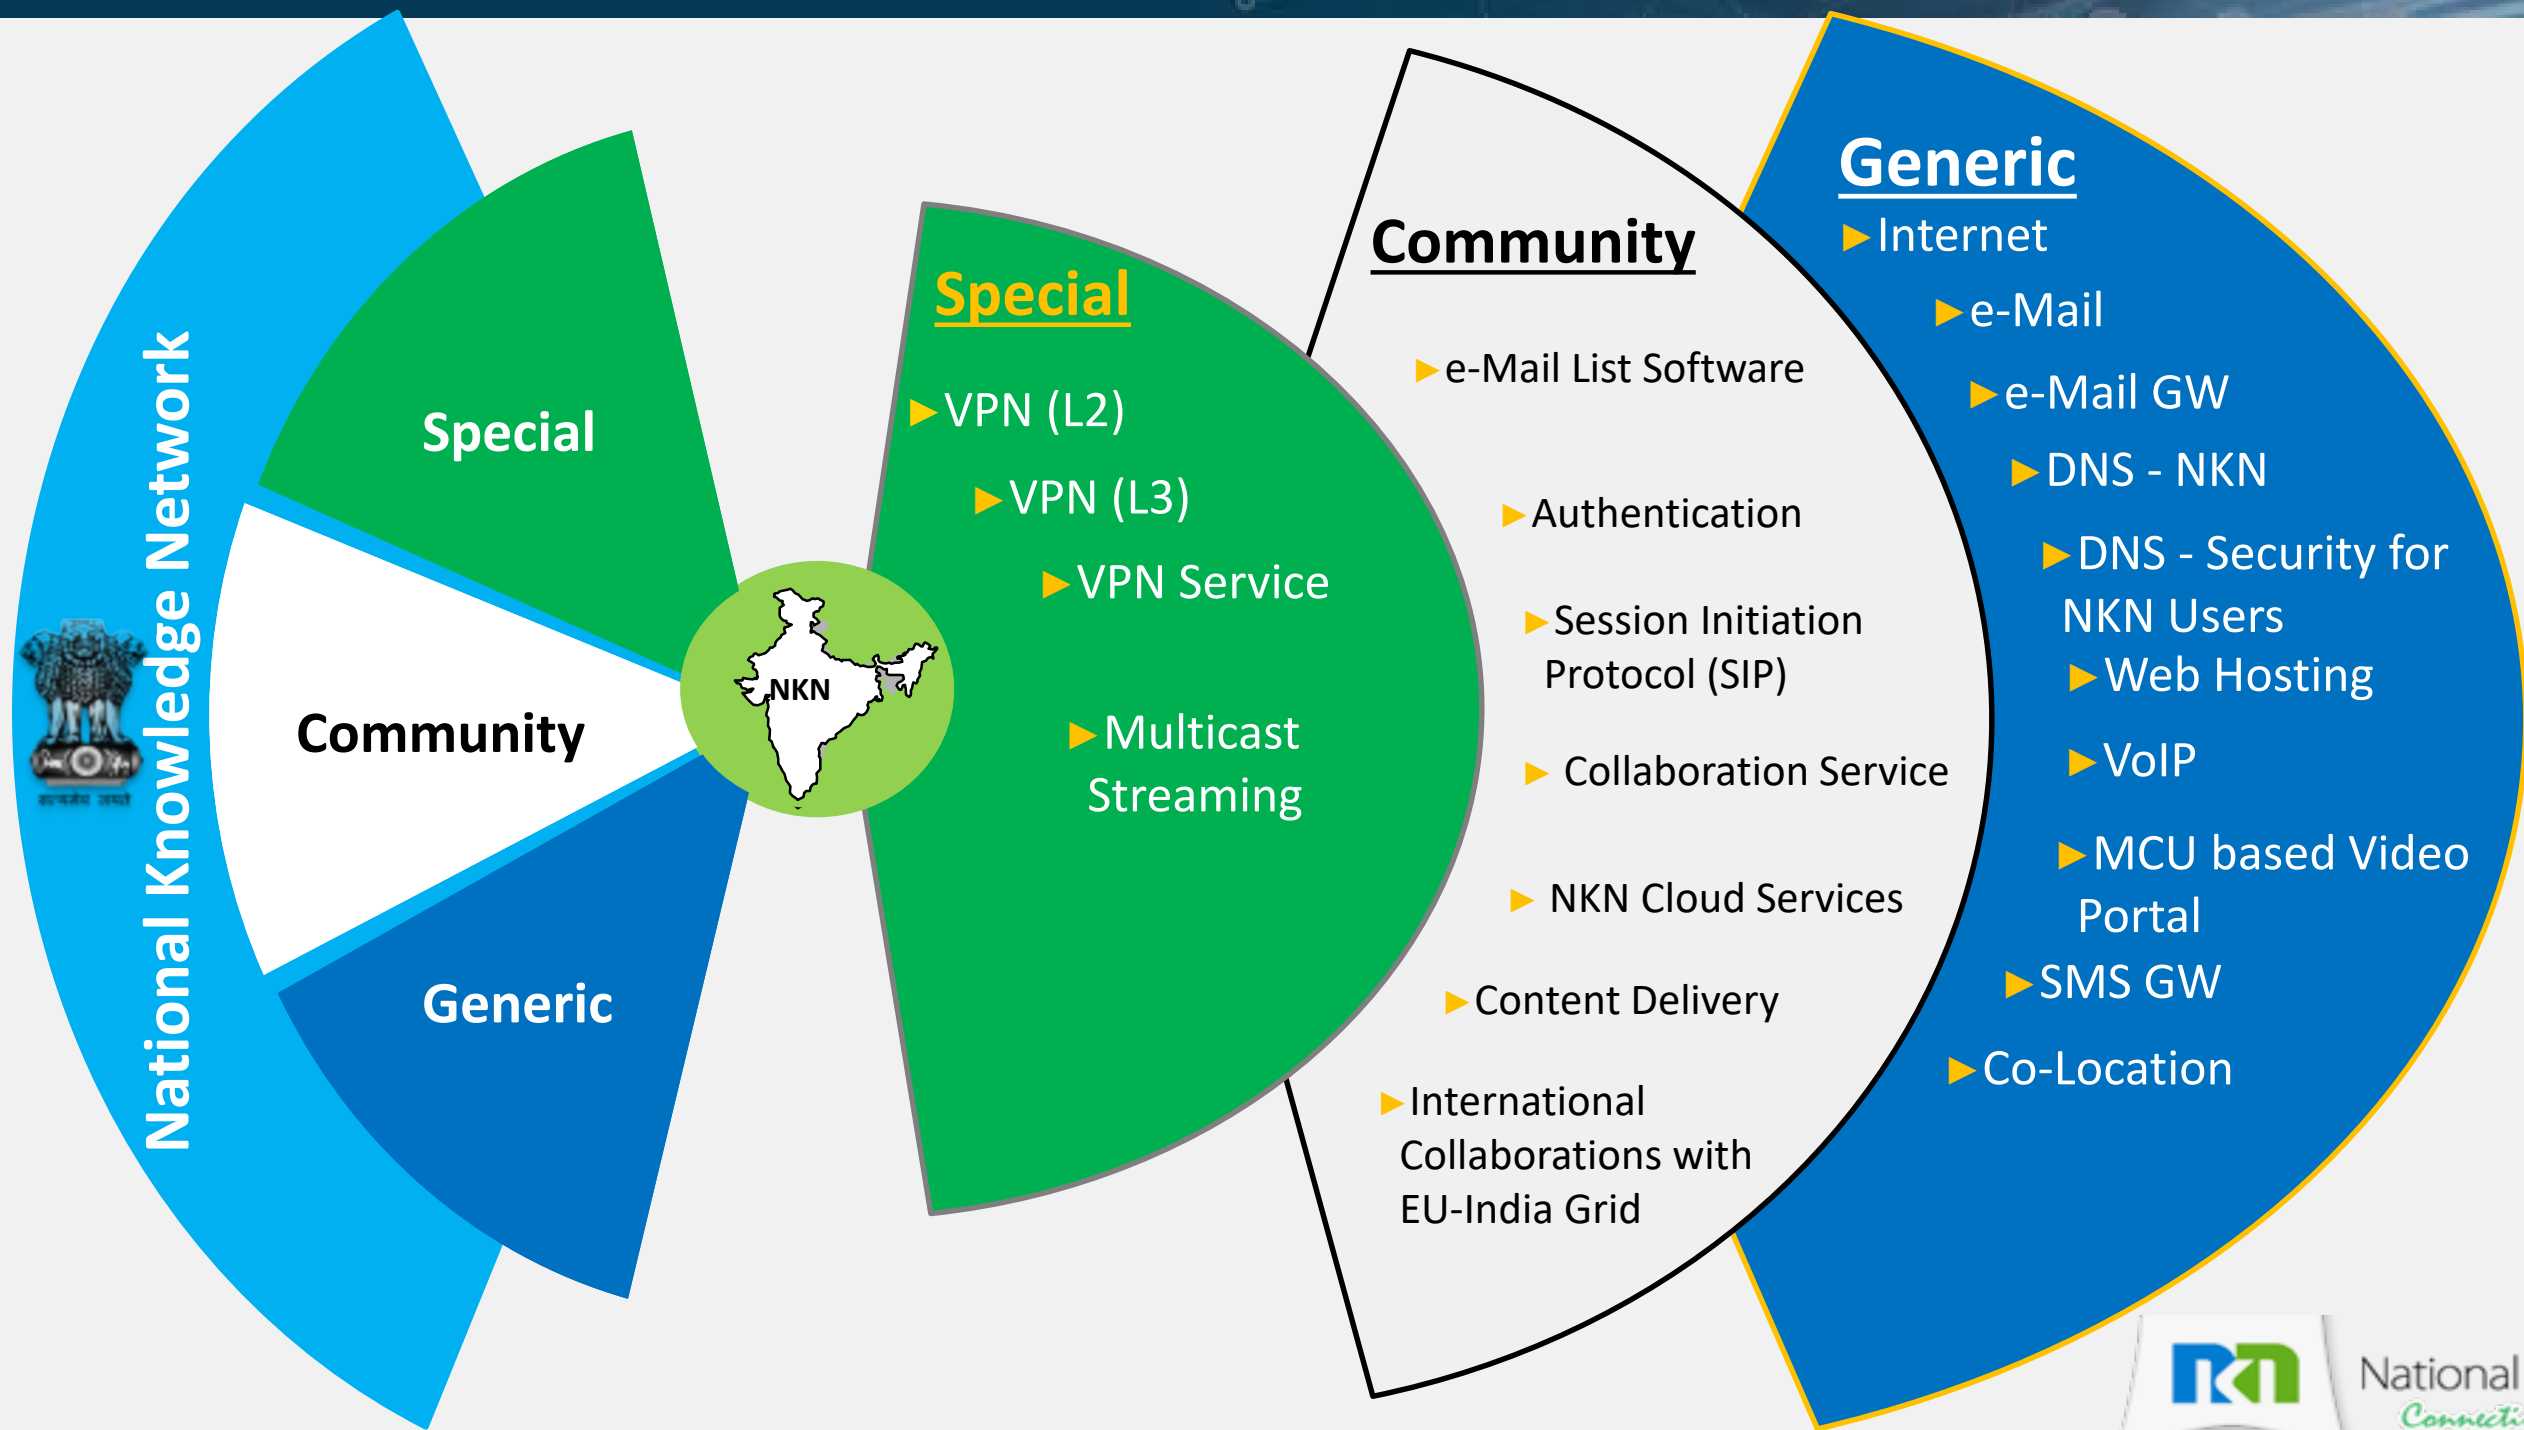 National Knowledge Network
Special
Community
Generic
NKN
Special
►VPN (L2)
►VPN (L3)
►VPN Service
►Multicast
Streaming
Community
►e-Mail List Software
►Authentication
►Session Initiation
Protocol (SIP)
► Collaboration Service
► NKN Cloud Services
►Content Delivery
►International
Collaborations with
EU-India Grid
Generic
►Internet
►e-Mail
►e-Mail GW
►DNS - NKN
►DNS - Security for
NKN Users
►Web Hosting
►VoIP
►MCU based Video
Portal
►SMS GW
►Co-Location
National